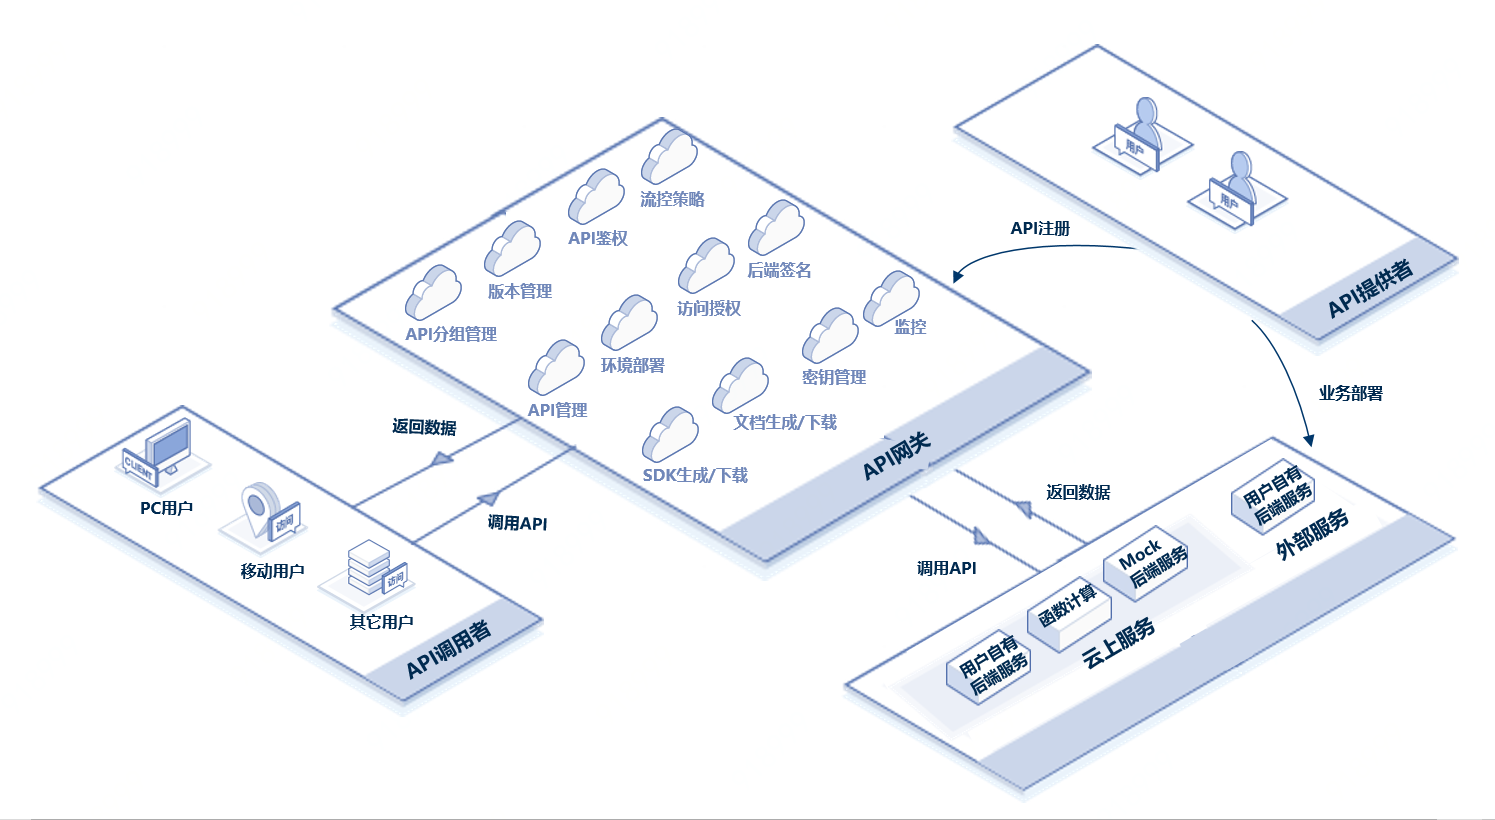 流控策略
API鉴权
版本管理
API分组管理
后端签名
访问授权
环境部署
API管理
监控
密钥管理
文档生成/下载
SDK生成/下载
API网关
用户
用户
API提供者
API注册
业务部署
返回数据
调用API
CLIENT
PC用户
访问
移动用户
访问
其它用户
API调用者
返回数据
调用API
用户自有
后端服务
外部服务
Mock
后端服务
函数计算
用户自有
后端服务
云上服务